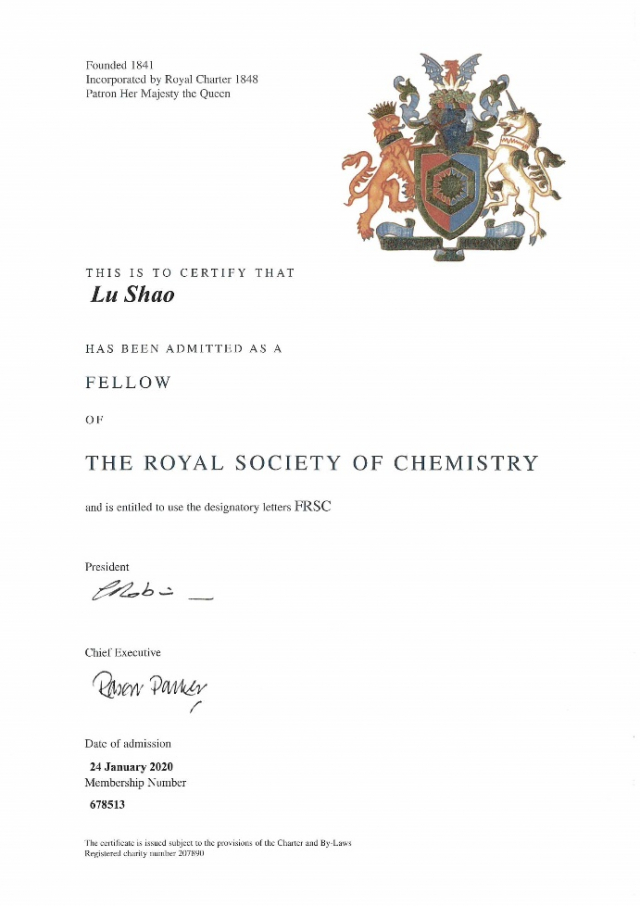 Founded 1841
Incorporated by Royal Charter 1848
Patron Her Majesty the Queen
THIS IS TO CERTIFY THAT
Lu Shao
HAS BEEN ADMITTED AS A
FELLOW
OF
THE ROYAL SOCIETY OF CHEMISTRY
and is entitled to use the designatory letters FRSC
President
Chief Executive
Date of admission
24 January 2020
Membership Number
678513
The certificate is issued subject to the provisions of the Charter and By-Laws
Registered charity number 207890